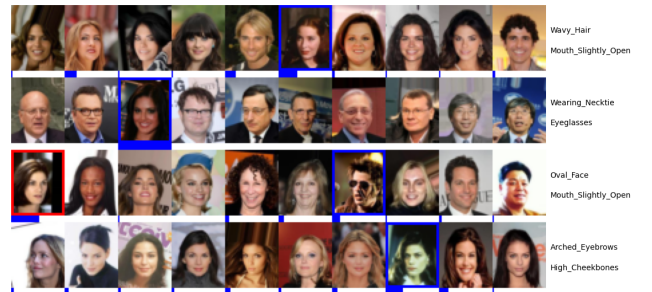 Wavy_Hair
Mouth_Slightly_Open
Wearing_Necktie
Eyeglasses
Oval_Face
Mouth_Slightly_Open
Arched_Eyebrows
High_Cheekbones